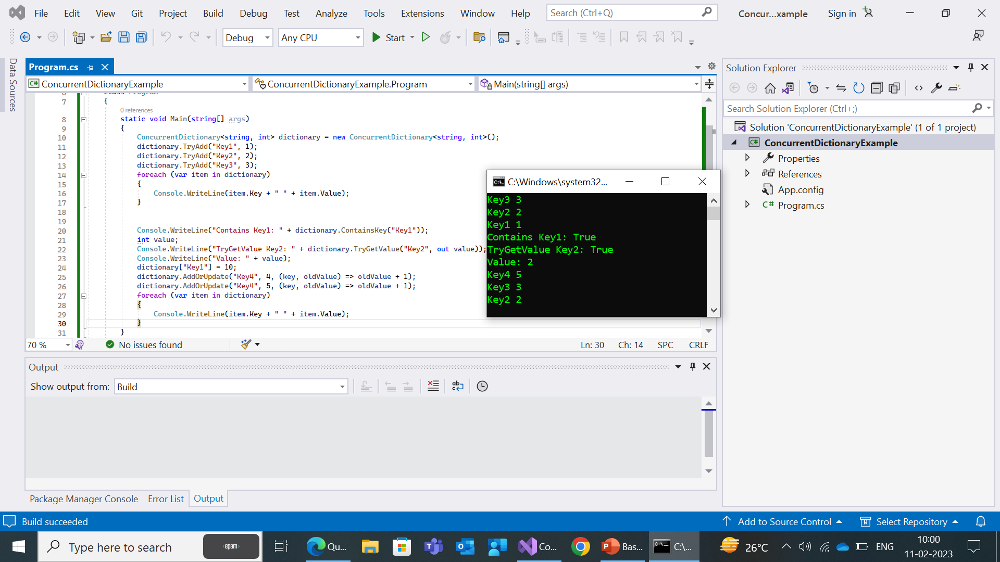 File Edit View Git Project Build Debug Test Analyze Tools Extensions Window Help Search (Ctrl+Q) Concur...xample Sign in
Debug Any CPU Start
Data Sources
Program.cs
ConcurrentDictionaryExample ConcurrentDictionaryExample.Program Main(string[] args)
7 {
0 references
8 static void Main(string[] args)
9 {
10 ConcurrentDictionary<string, int> dictionary = new ConcurrentDictionary<string, int>();
11 dictionary.TryAdd("Key1", 1);
12 dictionary.TryAdd("Key2", 2);
13 dictionary.TryAdd("Key3", 3);
14 foreach (var item in dictionary)
15 {
16 Console.WriteLine(item.Key + " " + item.Value);
17 }
18
19
20 Console.WriteLine("Contains Key1: " + dictionary.ContainsKey("Key1"));
21 int value;
22 Console.WriteLine("TryGetValue Key2: " + dictionary.TryGetValue("Key2", out value));
23 Console.WriteLine("Value: " + value);
24 dictionary["Key1"] = 10;
25 dictionary.AddOrUpdate("Key4", 4, (key, oldValue) => oldValue + 1);
26 dictionary.AddOrUpdate("Key4", 5, (key, oldValue) => oldValue + 1);
27 foreach (var item in dictionary)
28 {
29 Console.WriteLine(item.Key + " " + item.Value);
30 }
31 }
70 % No issues found Ln: 30 Ch: 14 SPC CRLF
C:\Windows\system32...
Key3 3
Key2 2
Key1 1
Contains Key1: True
TryGetValue Key2: True
Value: 2
Key4 5
Key3 3
Key2 2
Output
Show output from: Build
Package Manager Console Error List Output
Solution Explorer
Search Solution Explorer (Ctrl+;)
Solution 'ConcurrentDictionaryExample' (1 of 1 project)
C# ConcurrentDictionaryExample
Properties
References
App.config
C# Program.cs
Build succeeded Add to Source Control Select Repository
Type here to search <epam> Qu... Co... Bas... C:\... 26°C ENG 10:00
11-02-2023